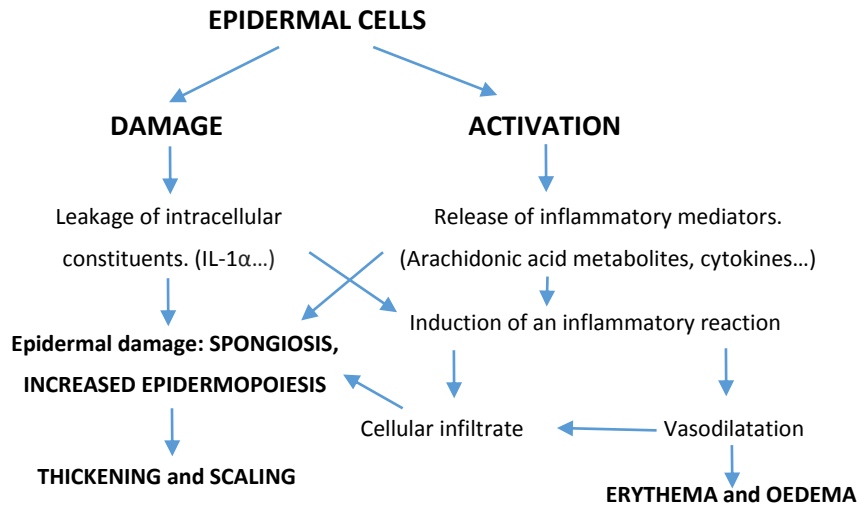 EPIDERMAL CELLS
DAMAGE
ACTIVATION
Leakage of intracellular
constituents. (IL-1α...)
Release of inflammatory mediators.
(Arachidonic acid metabolites, cytokines...)
Induction of an inflammatory reaction
Epidermal damage: SPONGIOSIS,
INCREASED EPIDERMOPOIESIS
Cellular infiltrate
Vasodilatation
THICKENING and SCALING
ERYTHEMA and OEDEMA